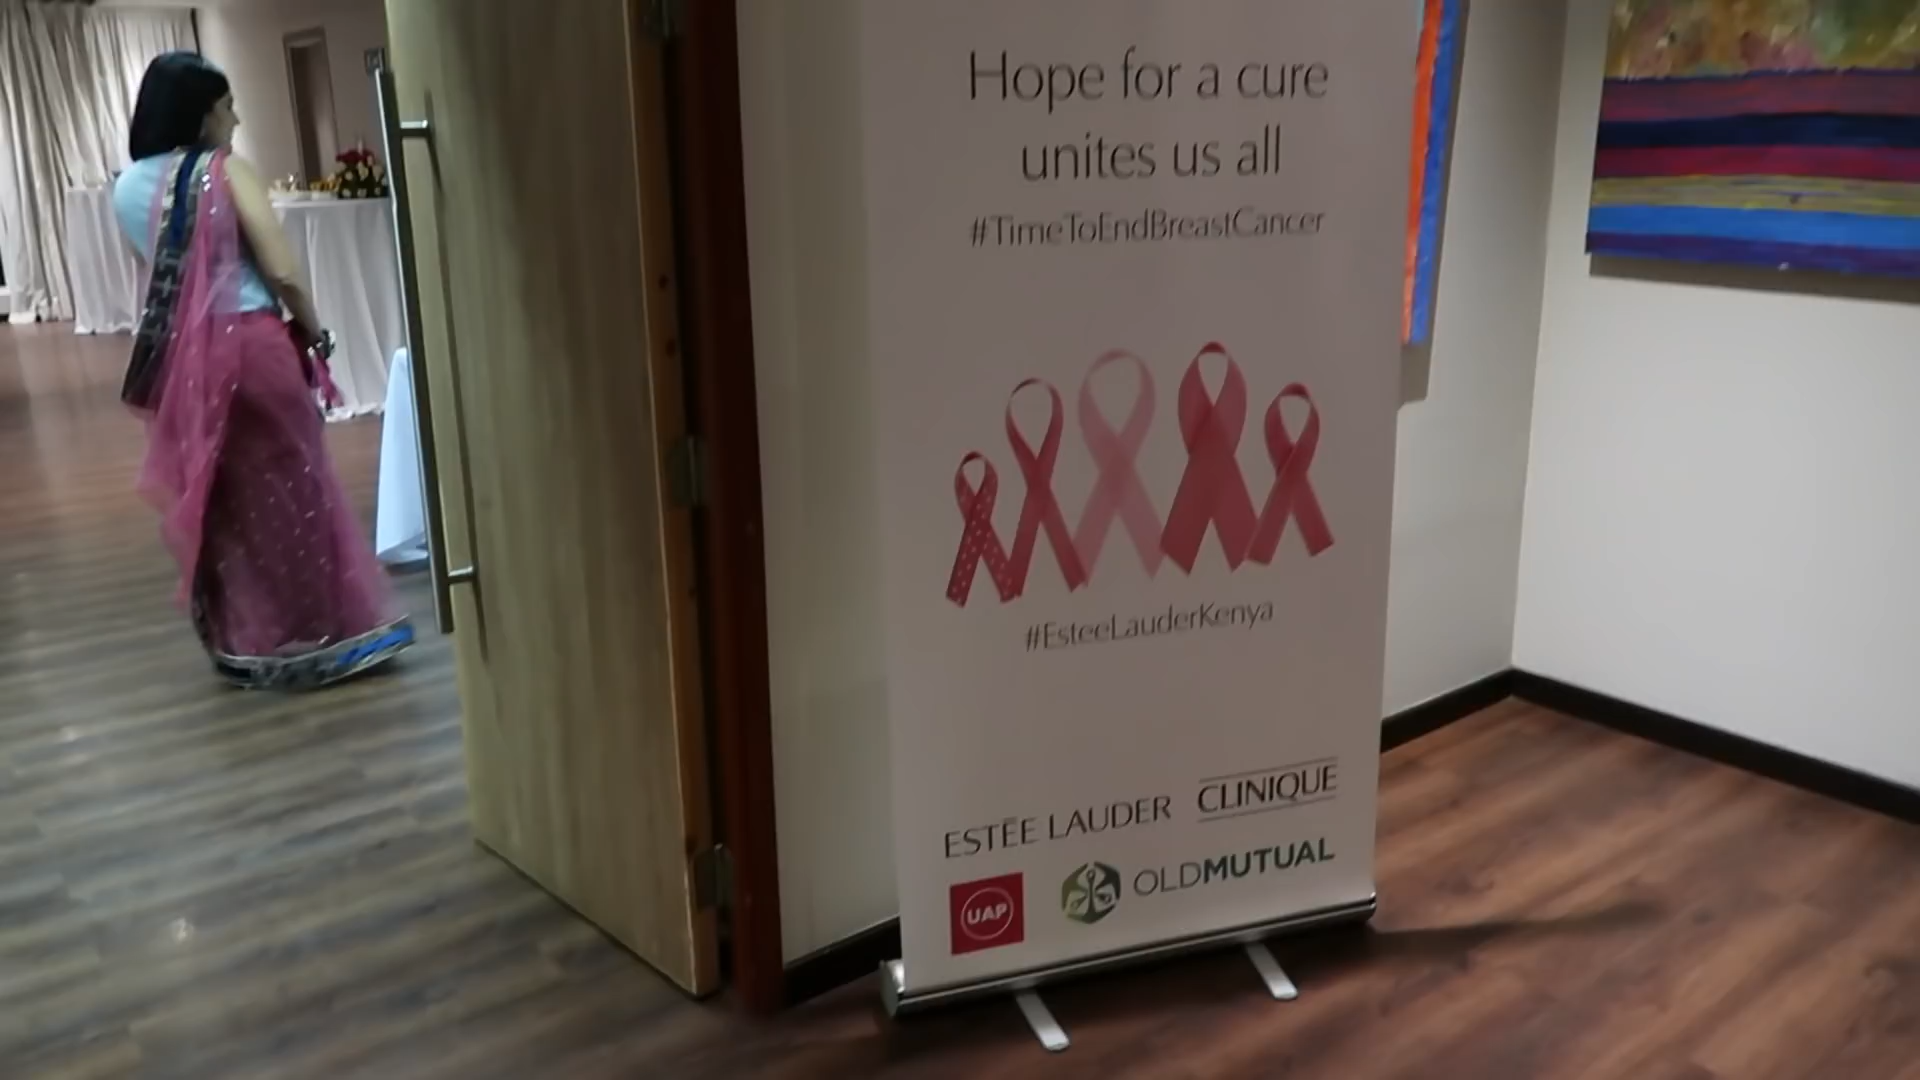 Hope for a cure
unites us all
#TimeToEndBreastCancer
#EsteeLauderKenya
ESTĒE LAUDER CLINIQUE
UAP OLDMUTUAL